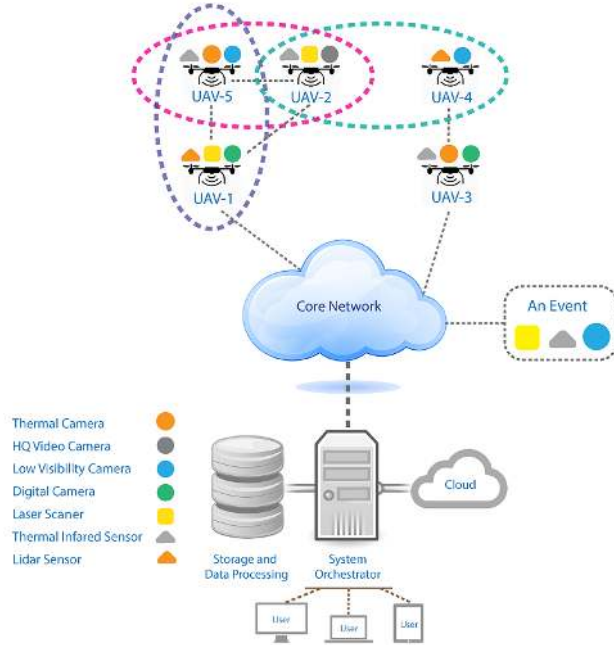 UAV-5
UAV-2
UAV-4
UAV-1
UAV-3
Core Network
An Event
Thermal Camera
HQ Video Camera
Low Visibility Camera
Digital Camera
Laser Scaner
Thermal Infared Sensor
Lidar Sensor
Cloud
Storage and
Data Processing
System
Orchestrator
User
User
User